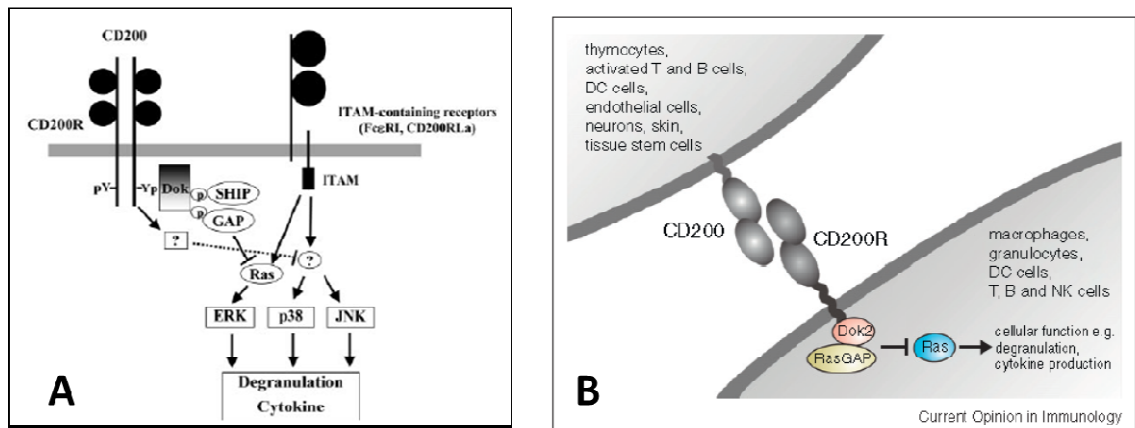 CD200
CD200R
ITAM-containing receptors
(FcεRI, CD200RLa)
pY
Yp
Dok
p
SHIP
p
GAP
ITAM
?
?
Ras
ERK
p38
JNK
Degranulation
Cytokine
A
thymocytes,
activated T and B cells,
DC cells,
endothelial cells,
neurons, skin,
tissue stem cells
CD200
CD200R
macrophages,
granulocytes,
DC cells,
T, B and NK cells
Dok2
RasGAP
Ras
cellular function e.g.
degranulation,
cytokine production
B
Current Opinion in Immunology